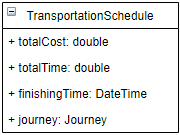 TransportationSchedule
+ totalCost: double
+ totalTime: double
+ finishingTime: DateTime
+ journey: Journey